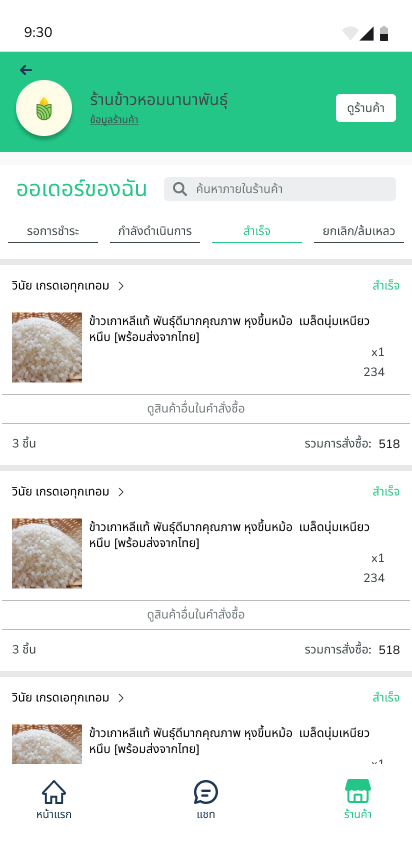 9:30
ร้านข้าวหอมนานาพันธุ์
ข้อมูลร้านค้า
ดูร้านค้า
ออเดอร์ของฉัน
ค้นหาภายในร้านค้า
รอการชำระ
กำลังดำเนินการ
สำเร็จ
ยกเลิก/ล้มเหลว
วินัย เกรดเอทุกเทอม
สำเร็จ
ข้าวเกาหลีแท้ พันธุ์ดีมากคุณภาพ หุงขึ้นหม้อ เมล็ดนุ่มเหนียว
หนึบ [พร้อมส่งจากไทย]
x1
234
ดูสินค้าอื่นในคำสั่งซื้อ
3 ชิ้น
รวมการสั่งซื้อ: 518
วินัย เกรดเอทุกเทอม
สำเร็จ
ข้าวเกาหลีแท้ พันธุ์ดีมากคุณภาพ หุงขึ้นหม้อ เมล็ดนุ่มเหนียว
หนึบ [พร้อมส่งจากไทย]
x1
234
ดูสินค้าอื่นในคำสั่งซื้อ
3 ชิ้น
รวมการสั่งซื้อ: 518
วินัย เกรดเอทุกเทอม
สำเร็จ
ข้าวเกาหลีแท้ พันธุ์ดีมากคุณภาพ หุงขึ้นหม้อ เมล็ดนุ่มเหนียว
หนึบ [พร้อมส่งจากไทย]
x1
หน้าแรก
แชท
ร้านค้า